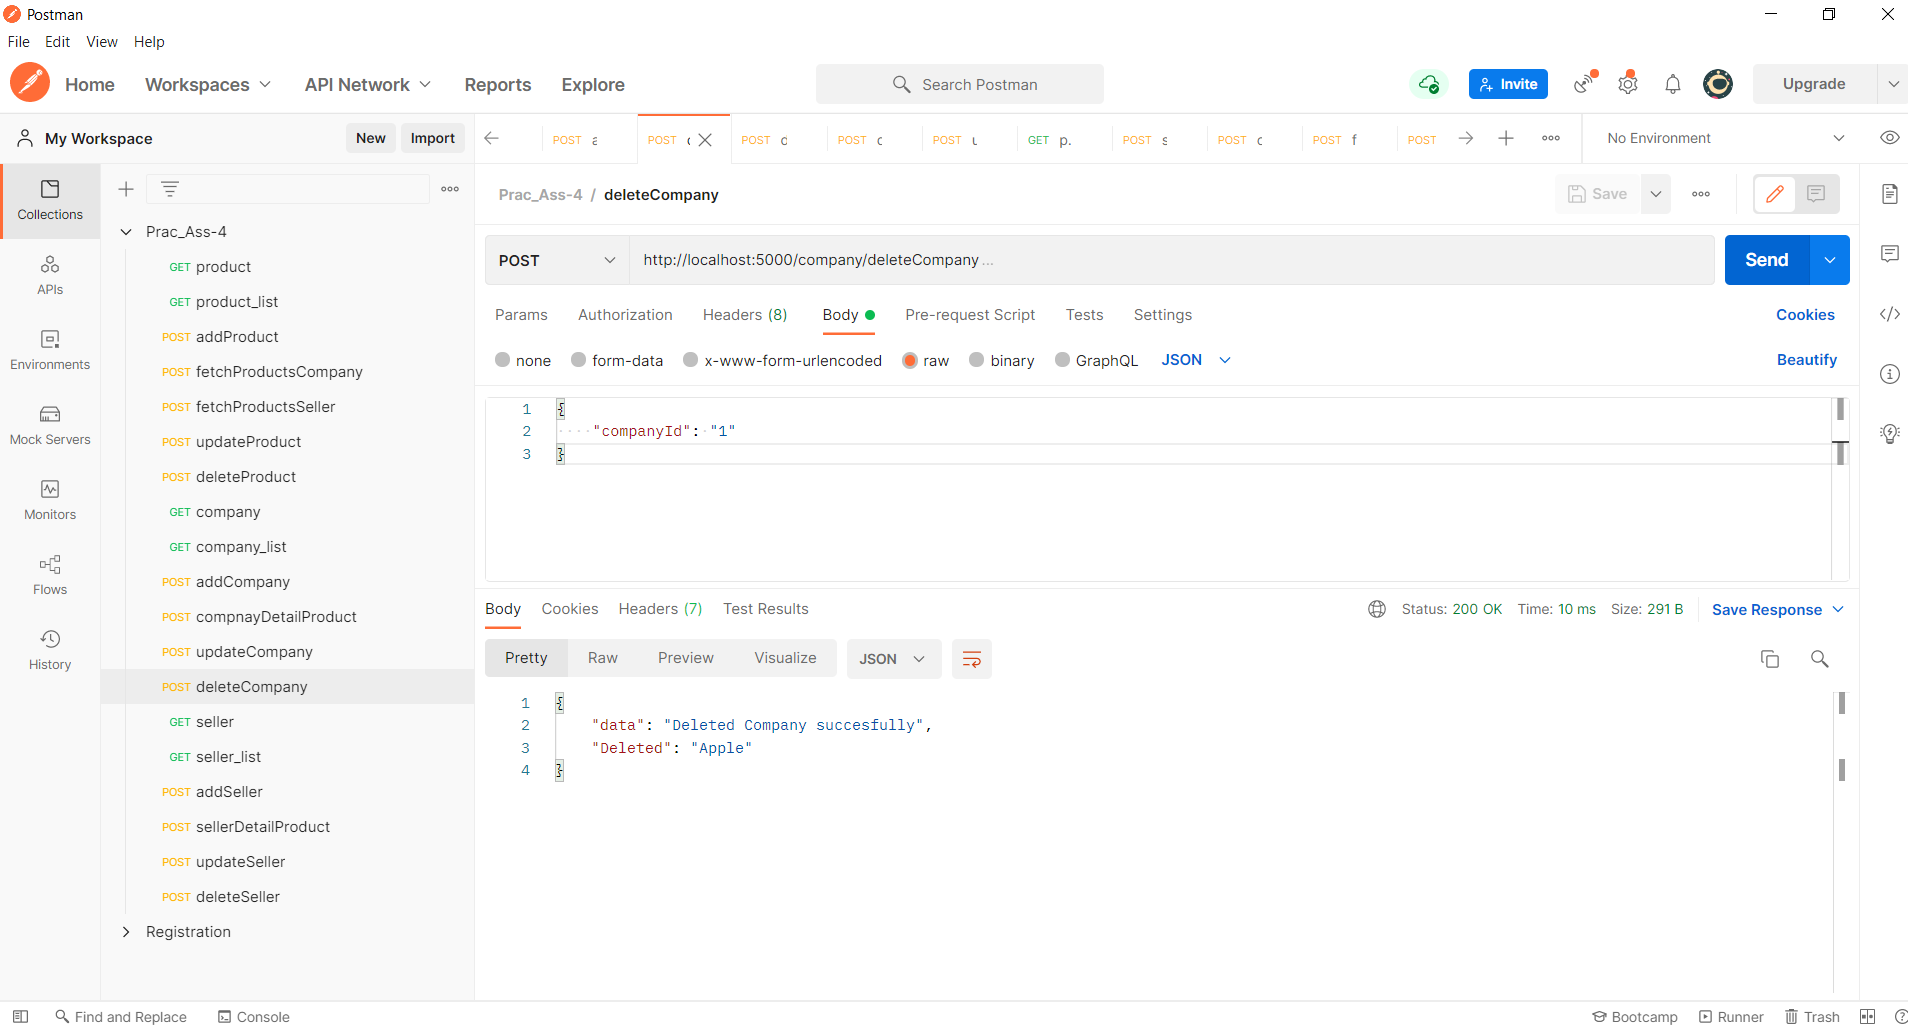 Postman
File Edit View Help
Home Workspaces API Network Reports Explore Search Postman Invite Upgrade
My Workspace New Import POST POST POST POST POST GET p. POST s POST POST f POST No Environment
Collections
APIs
Environments
Mock Servers
Monitors
Flows
History
Prac_Ass-4
GET product
GET product_list
POST addProduct
POST fetchProductsCompany
POST fetchProductsSeller
POST updateProduct
POST deleteProduct
GET company
GET company_list
POST addCompany
POST compnayDetailProduct
POST updateCompany
POST deleteCompany
GET seller
GET seller_list
POST addSeller
POST sellerDetailProduct
POST updateSeller
POST deleteSeller
Registration
Prac_Ass-4 / deleteCompany Save
POST http://localhost:5000/company/deleteCompany ... Send
Params Authorization Headers (8) Body Pre-request Script Tests Settings Cookies
none form-data x-www-form-urlencoded raw binary GraphQL JSON Beautify
1 {
2 "companyId": "1"
3 }
Body Cookies Headers (7) Test Results Status: 200 OK Time: 10 ms Size: 291 B Save Response
Pretty Raw Preview Visualize JSON
1 {
2 "data": "Deleted Company succesfully",
3 "Deleted": "Apple"
4 }
Find and Replace Console Bootcamp Runner Trash